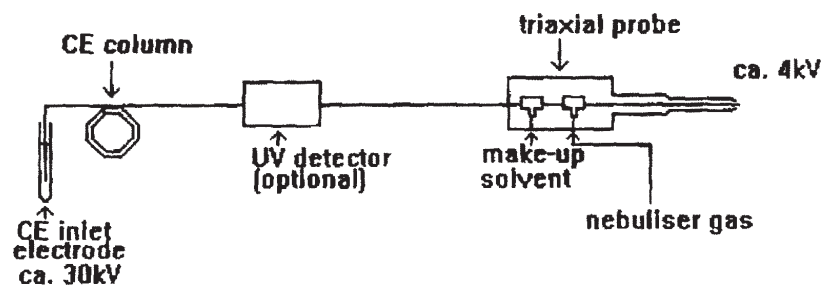 triaxial probe
CE column
ca. 4kV
UV detector
(optional)
make-up
solvent
nebuliser gas
CE inlet
electrode
ca. 30kV